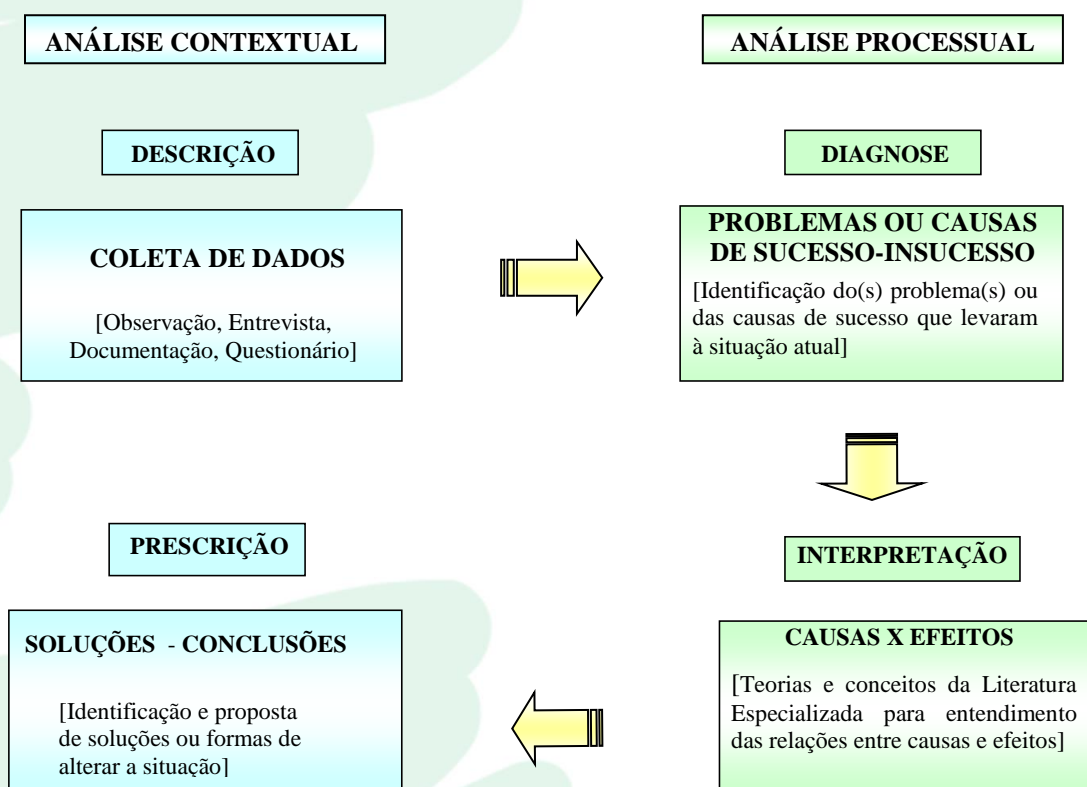 ANÁLISE CONTEXTUAL
ANÁLISE PROCESSUAL
DESCRIÇÃO
DIAGNOSE
COLETA DE DADOS
[Observação, Entrevista,
Documentação, Questionário]
PROBLEMAS OU CAUSAS
DE SUCESSO-INSUCESSO
[Identificação do(s) problema(s) ou
das causas de sucesso que levaram
à situação atual]
PRESCRIÇÃO
INTERPRETAÇÃO
SOLUÇÕES - CONCLUSÕES
[Identificação e proposta
de soluções ou formas de
alterar a situação]
CAUSAS X EFEITOS
[Teorias e conceitos da Literatura
Especializada para entendimento
das relações entre causas e efeitos]